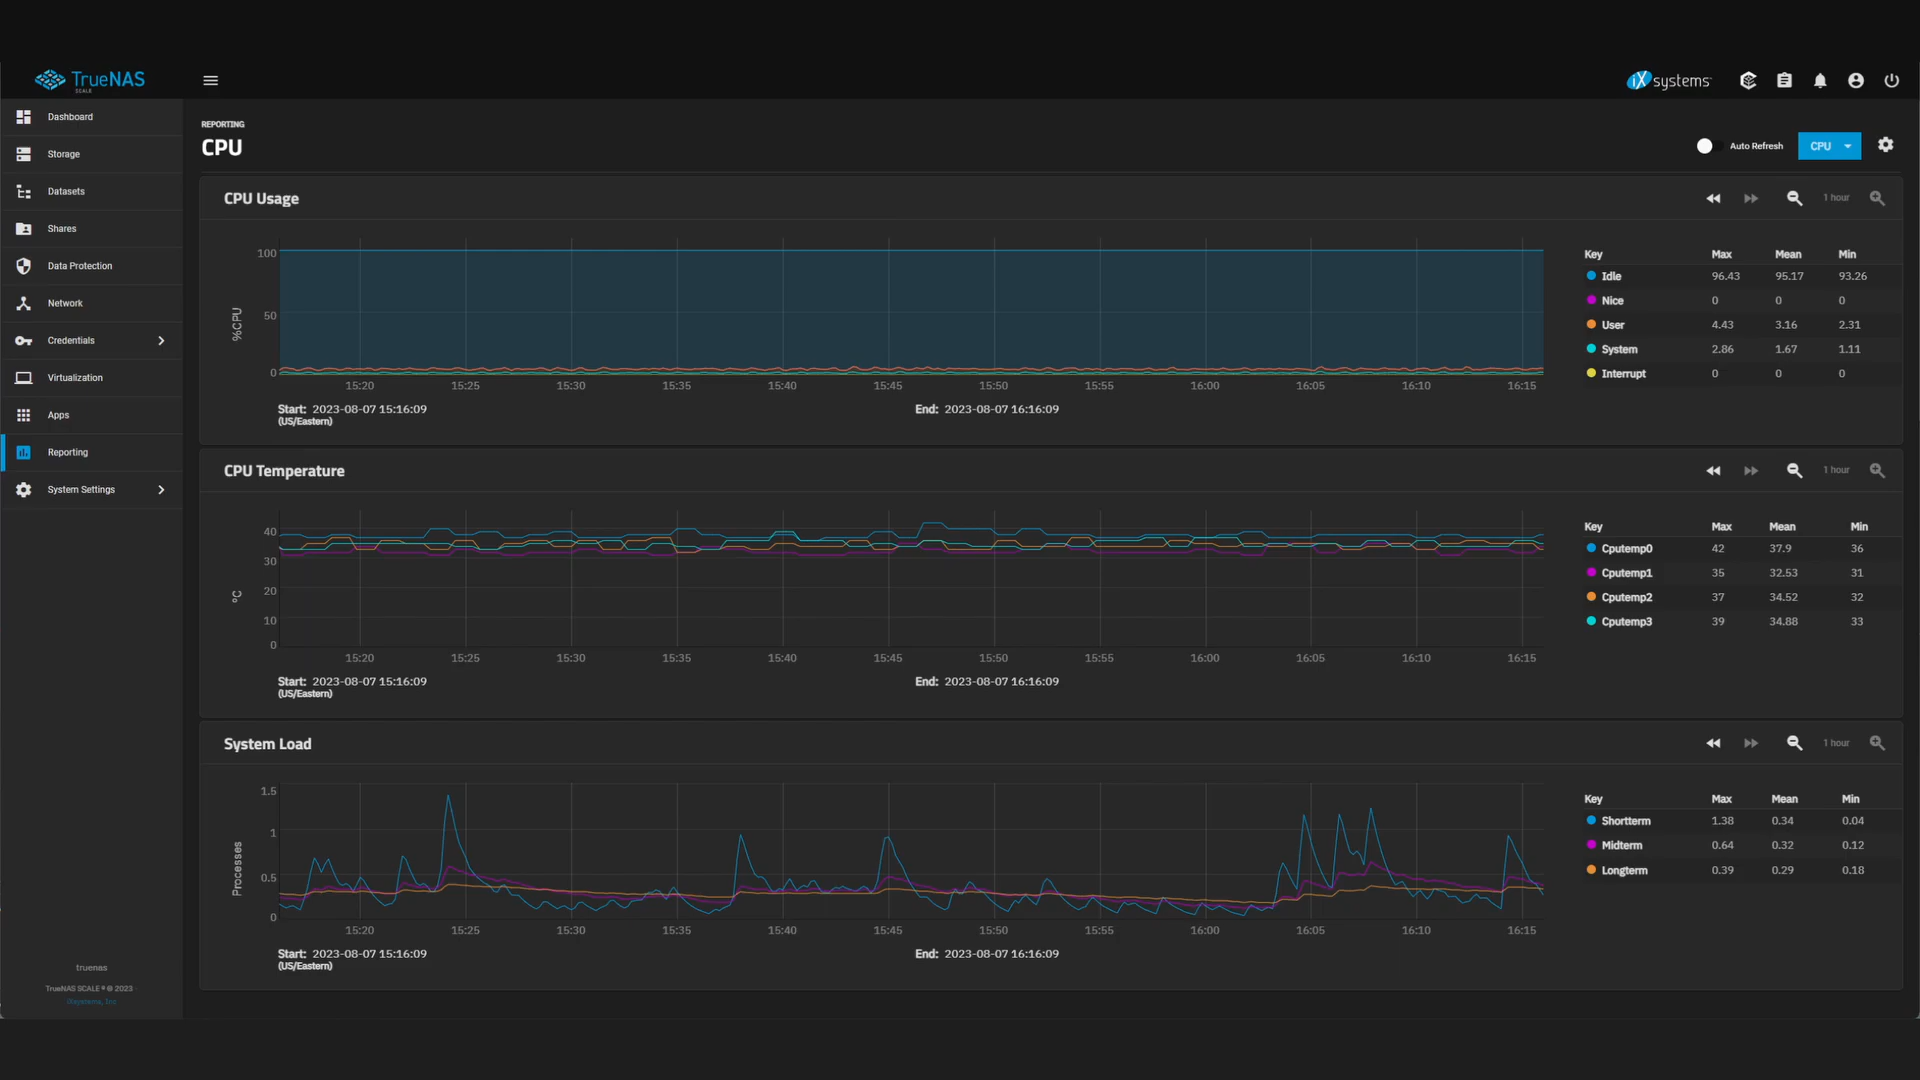 TrueNAS
SCALE
iXsystems
Dashboard
Storage
Datasets
Shares
Data Protection
Network
Credentials
Virtualization
Apps
Reporting
System Settings
truenas
TrueNAS SCALE ® © 2023
iXsystems, Inc
REPORTING
CPU
Auto Refresh
CPU
CPU Usage
1 hour
%CPU
100
50
0
15:20 15:25 15:30 15:35 15:40 15:45 15:50 15:55 16:00 16:05 16:10 16:15
Start: 2023-08-07 15:16:09
(US/Eastern)
End: 2023-08-07 16:16:09
Key Max Mean Min
Idle 96.43 95.17 93.26
Nice 0 0 0
User 4.43 3.16 2.31
System 2.86 1.67 1.11
Interrupt 0 0 0
CPU Temperature
1 hour
°C
40
30
20
10
0
15:20 15:25 15:30 15:35 15:40 15:45 15:50 15:55 16:00 16:05 16:10 16:15
Start: 2023-08-07 15:16:09
(US/Eastern)
End: 2023-08-07 16:16:09
Key Max Mean Min
Cputemp0 42 37.9 36
Cputemp1 35 32.53 31
Cputemp2 37 34.52 32
Cputemp3 39 34.88 33
System Load
1 hour
Processes
1.5
1
0.5
0
15:20 15:25 15:30 15:35 15:40 15:45 15:50 15:55 16:00 16:05 16:10 16:15
Start: 2023-08-07 15:16:09
(US/Eastern)
End: 2023-08-07 16:16:09
Key Max Mean Min
Shortterm 1.38 0.34 0.04
Midterm 0.64 0.32 0.12
Longterm 0.39 0.29 0.18